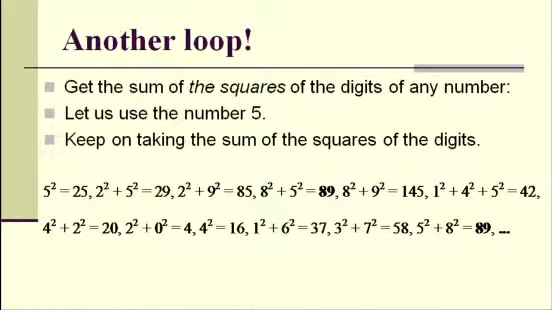 Another loop!
Get the sum of the squares of the digits of any number:
Let us use the number 5.
Keep on taking the sum of the squares of the digits.
5² = 25, 2² + 5² = 29, 2² + 9² = 85, 8² + 5² = 89, 8² + 9² = 145, 1² + 4² + 5² = 42,
4² + 2² = 20, 2² + 0² = 4, 4² = 16, 1² + 6² = 37, 3² + 7² = 58, 5² + 8² = 89, ...